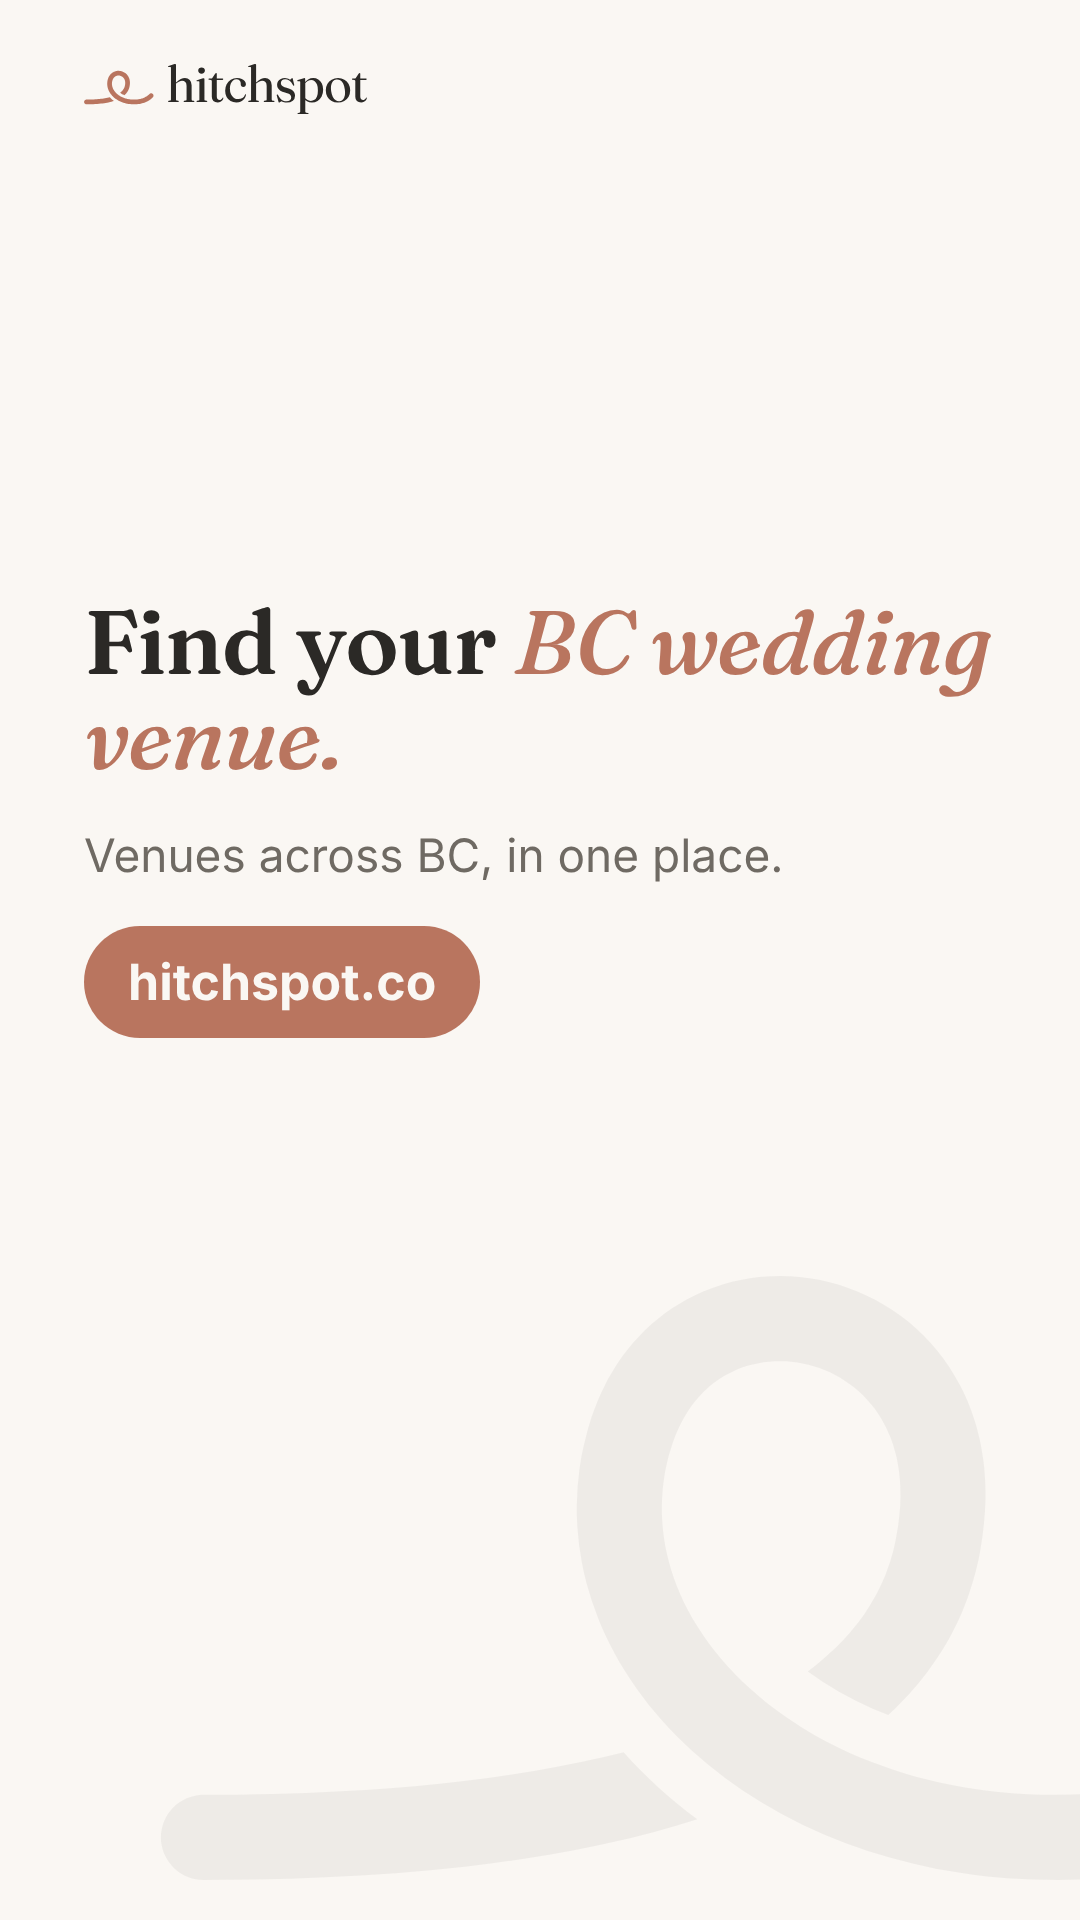 hitchspot
Find your BC wedding
venue.
Venues across BC, in one place.
hitchspot.co